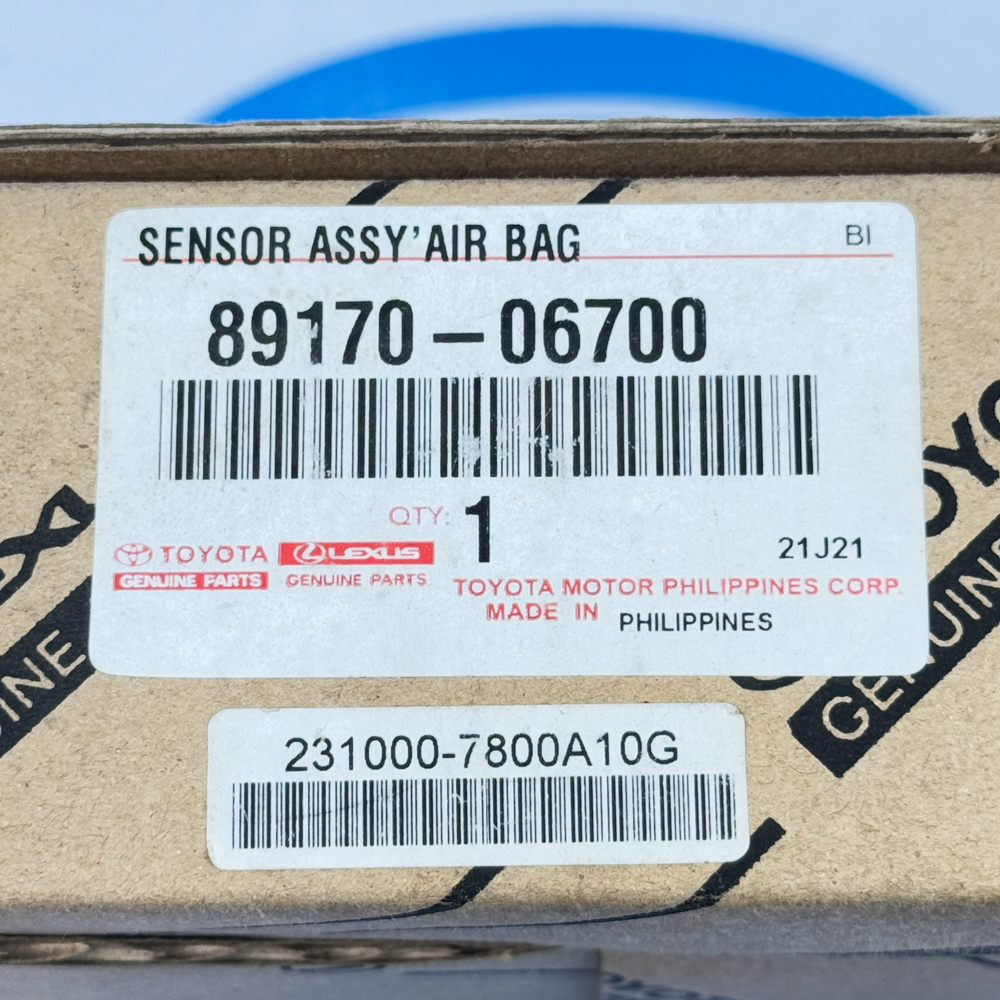 SENSOR ASSY'AIR BAG
BI
89170-06700
QTY: 1
TOYOTA
GENUINE PARTS
LEXUS
GENUINE PARTS
21J21
TOYOTA MOTOR PHILIPPINES CORP.
MADE IN PHILIPPINES
231000-7800A10G